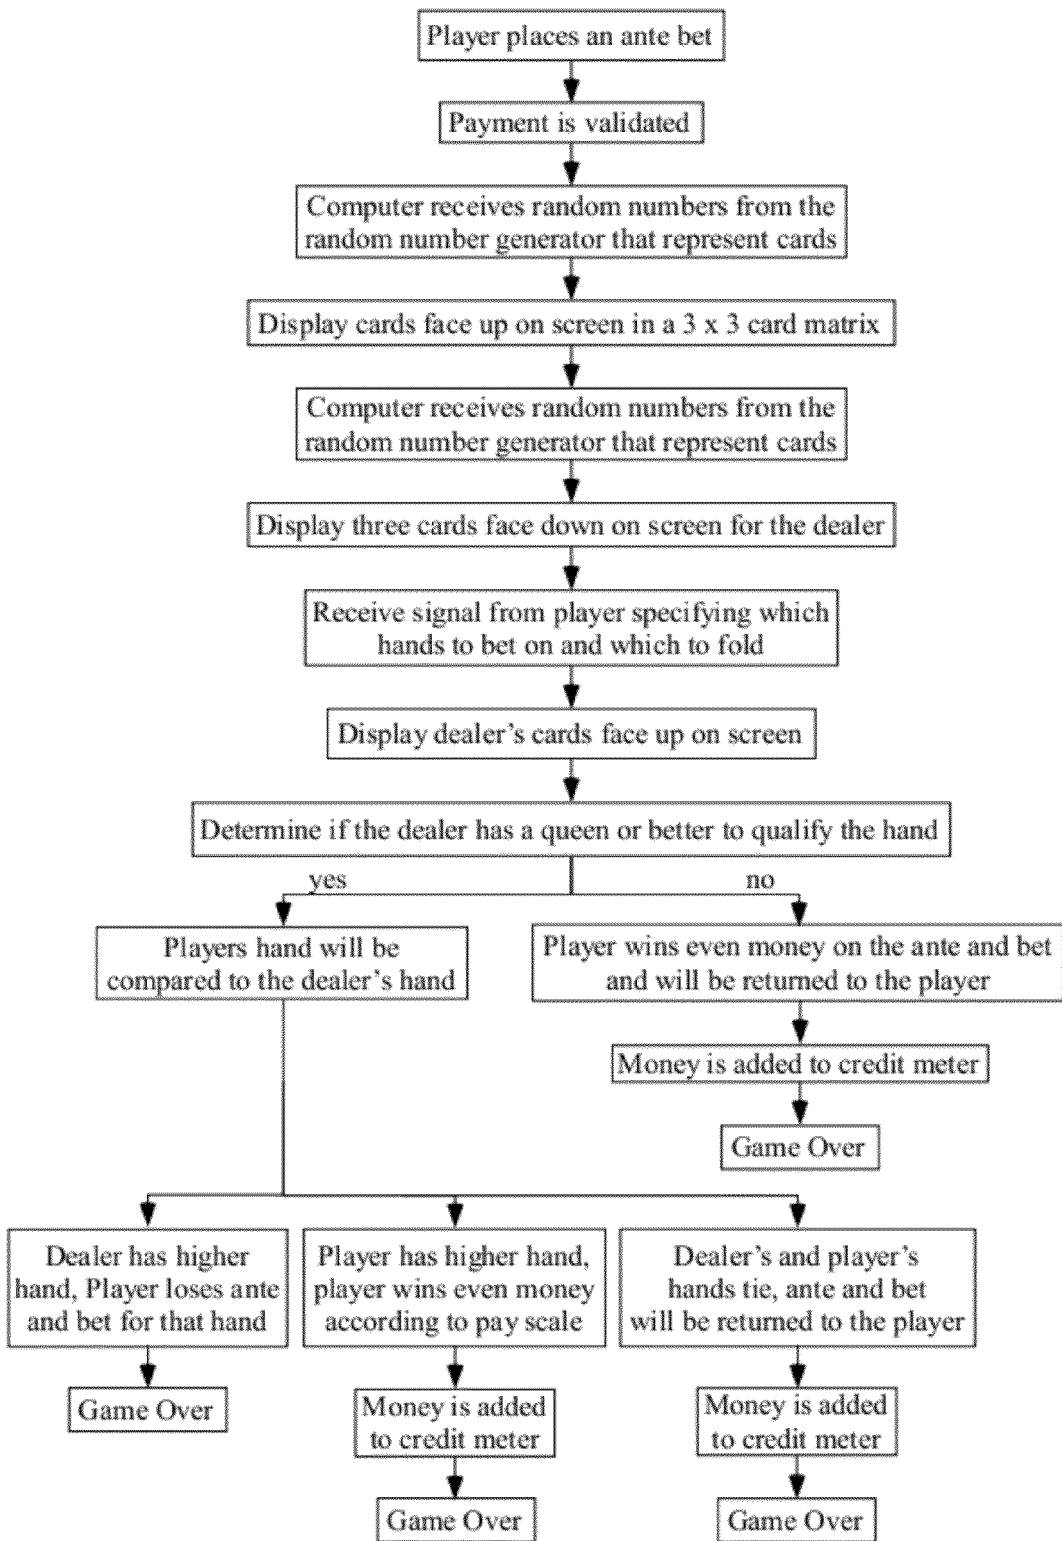 Player places an ante bet
Payment is validated
Computer receives random numbers from the
random number generator that represent cards
Display cards face up on screen in a 3 x 3 card matrix
Computer receives random numbers from the
random number generator that represent cards
Display three cards face down on screen for the dealer
Receive signal from player specifying which
hands to bet on and which to fold
Display dealer's cards face up on screen
Determine if the dealer has a queen or better to qualify the hand
yes
no
Players hand will be
compared to the dealer's hand
Player wins even money on the ante and bet
and will be returned to the player
Money is added to credit meter
Game Over
Dealer has higher
hand, Player loses ante
and bet for that hand
Game Over
Player has higher hand,
player wins even money
according to pay scale
Money is added
to credit meter
Game Over
Dealer's and player's
hands tie, ante and bet
will be returned to the player
Money is added
to credit meter
Game Over